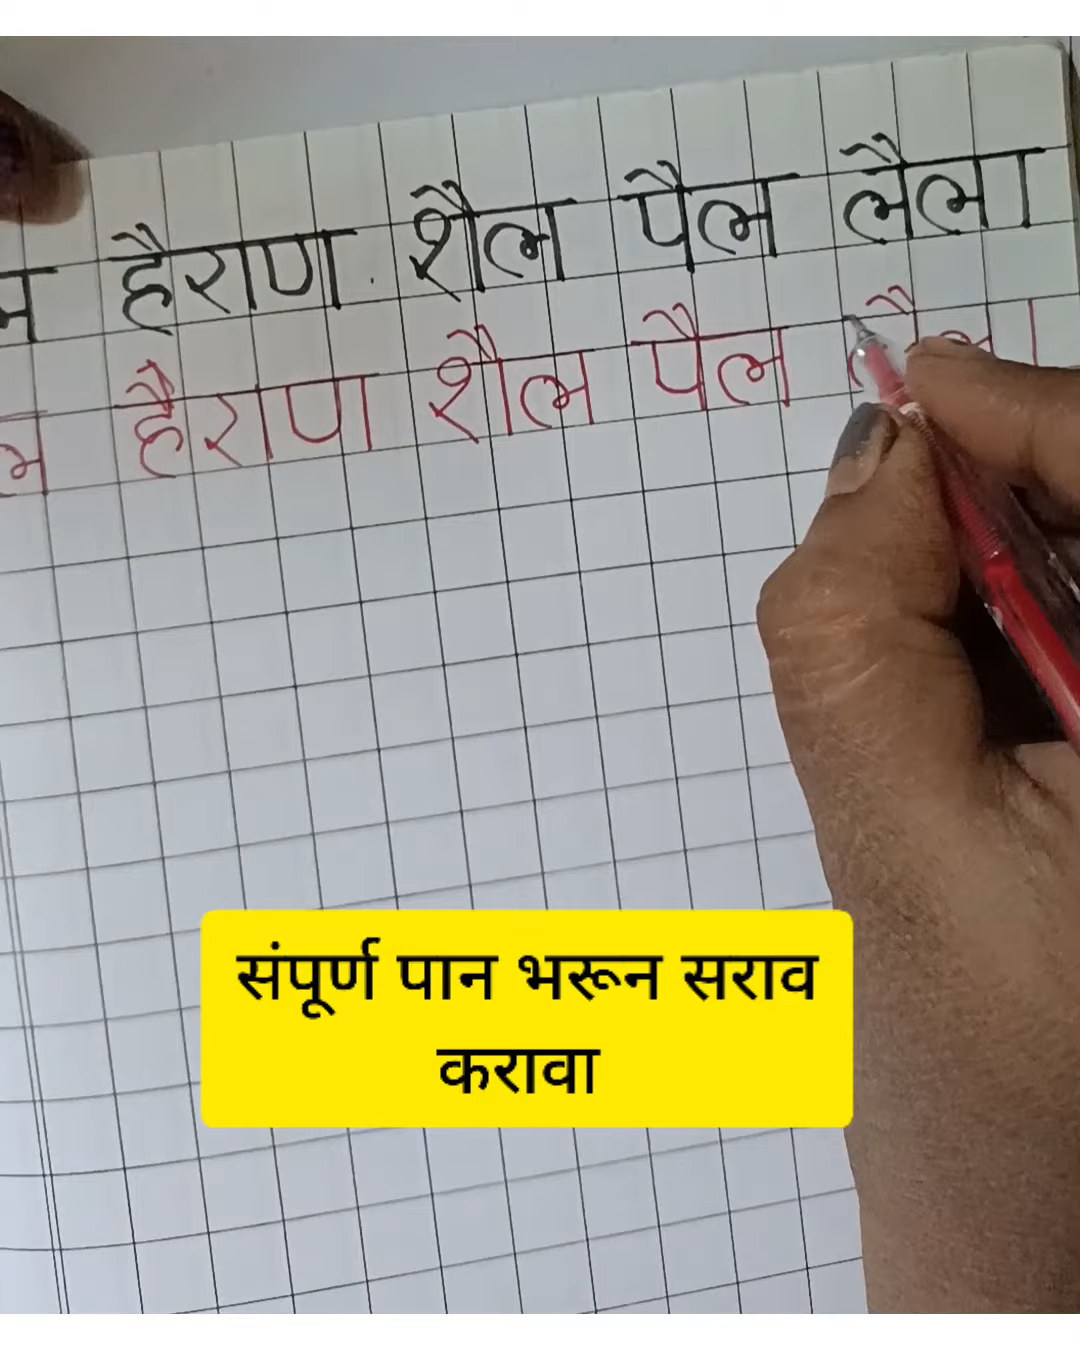 हैराण शैल पैल लैला
हैराण शैल पैल
संपूर्ण पान भरून सराव
करावा